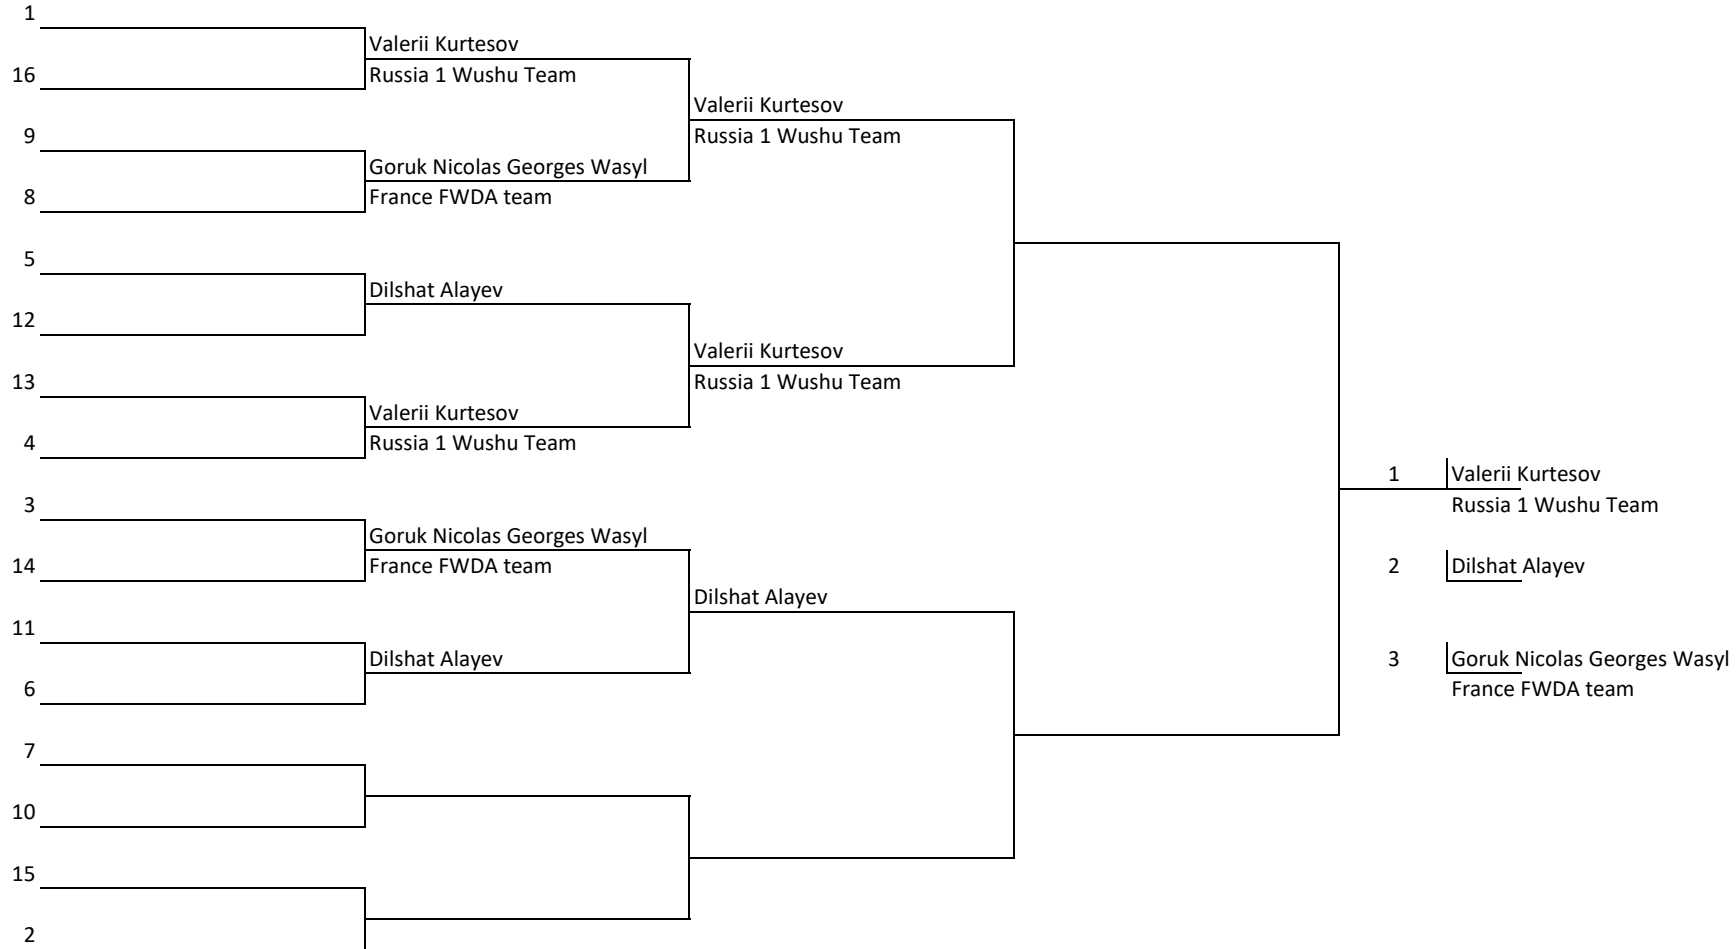 1
Valerii Kurtesov
16
Russia 1 Wushu Team
Valerii Kurtesov
9
Russia 1 Wushu Team
Goruk Nicolas Georges Wasyl
8
France FWDA team
5
Dilshat Alayev
12
Valerii Kurtesov
13
Russia 1 Wushu Team
Valerii Kurtesov
4
Russia 1 Wushu Team
1
Valerii Kurtesov
3
Russia 1 Wushu Team
Goruk Nicolas Georges Wasyl
14
France FWDA team
2
Dilshat Alayev
Dilshat Alayev
11
Dilshat Alayev
3
Goruk Nicolas Georges Wasyl
6
France FWDA team
7
10
15
2